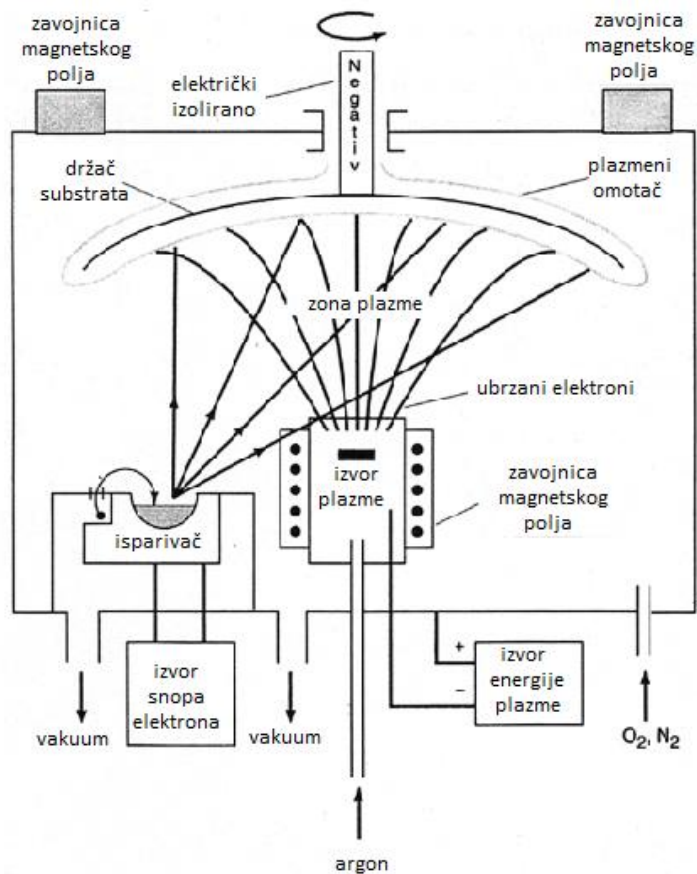 zavojnica
magnetskog
polja
zavojnica
magnetskog
polja
električki
izolirano
Negativ
držač
substrata
plazmeni
omotač
zona plazme
ubrzani elektroni
izvor
plazme
zavojnica
magnetskog
polja
isparivač
izvor
snopa
elektrona
+
−
izvor
energije
plazme
vakuum
vakuum
O₂, N₂
argon